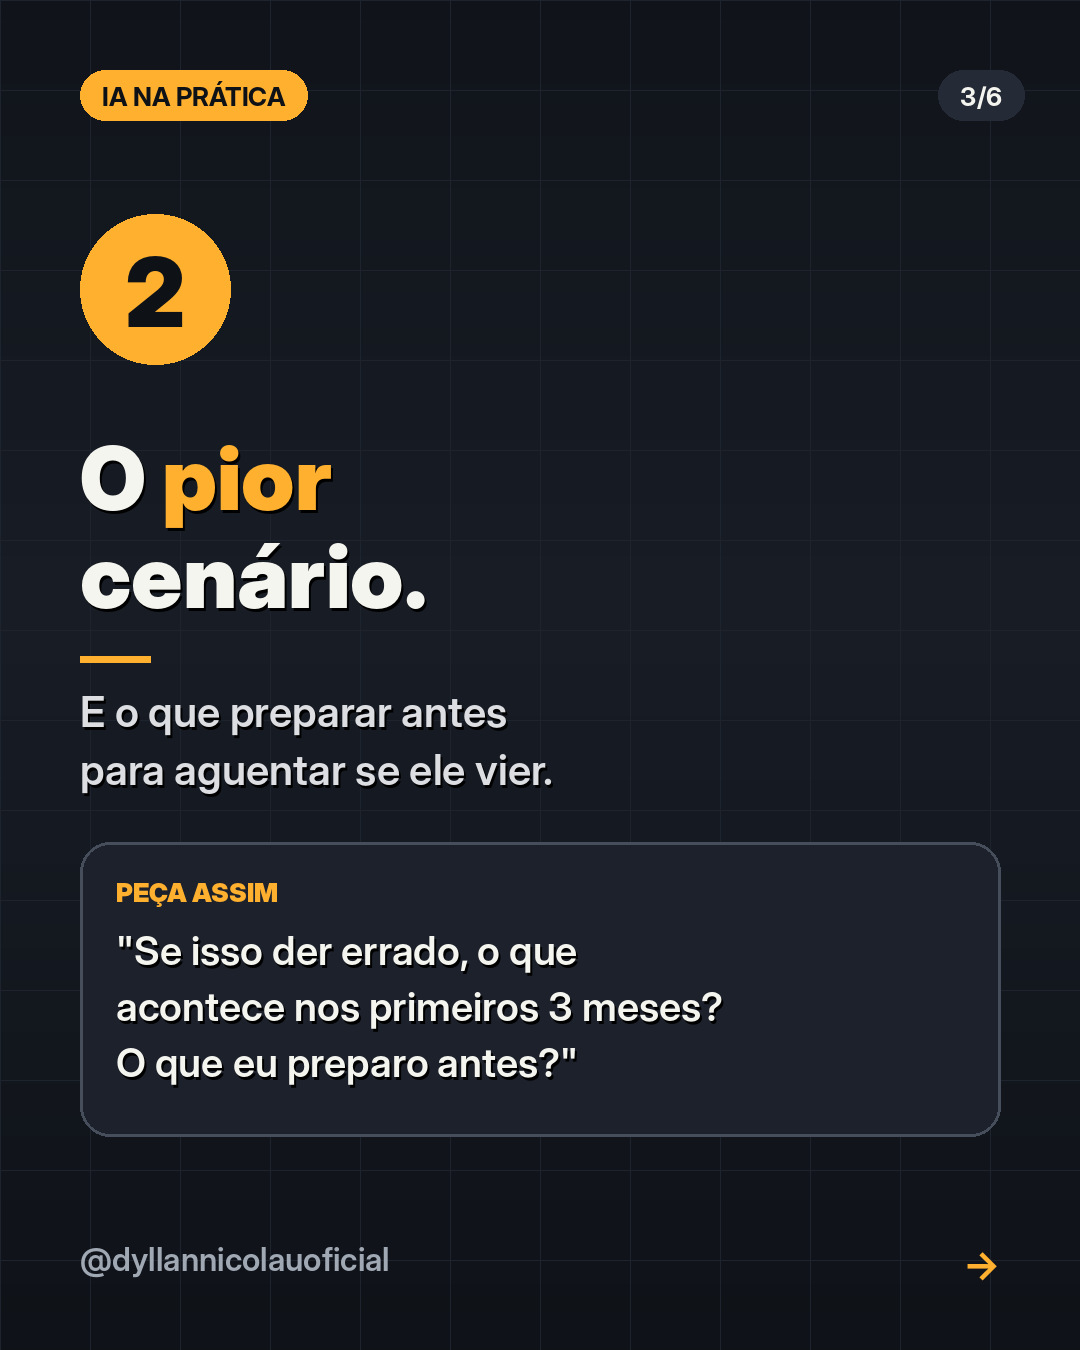 IA NA PRÁTICA
3/6
2
O pior
cenário.
E o que preparar antes
para aguentar se ele vier.
PEÇA ASSIM
"Se isso der errado, o que
acontece nos primeiros 3 meses?
O que eu preparo antes?"
@dyllannicolauoficial
→